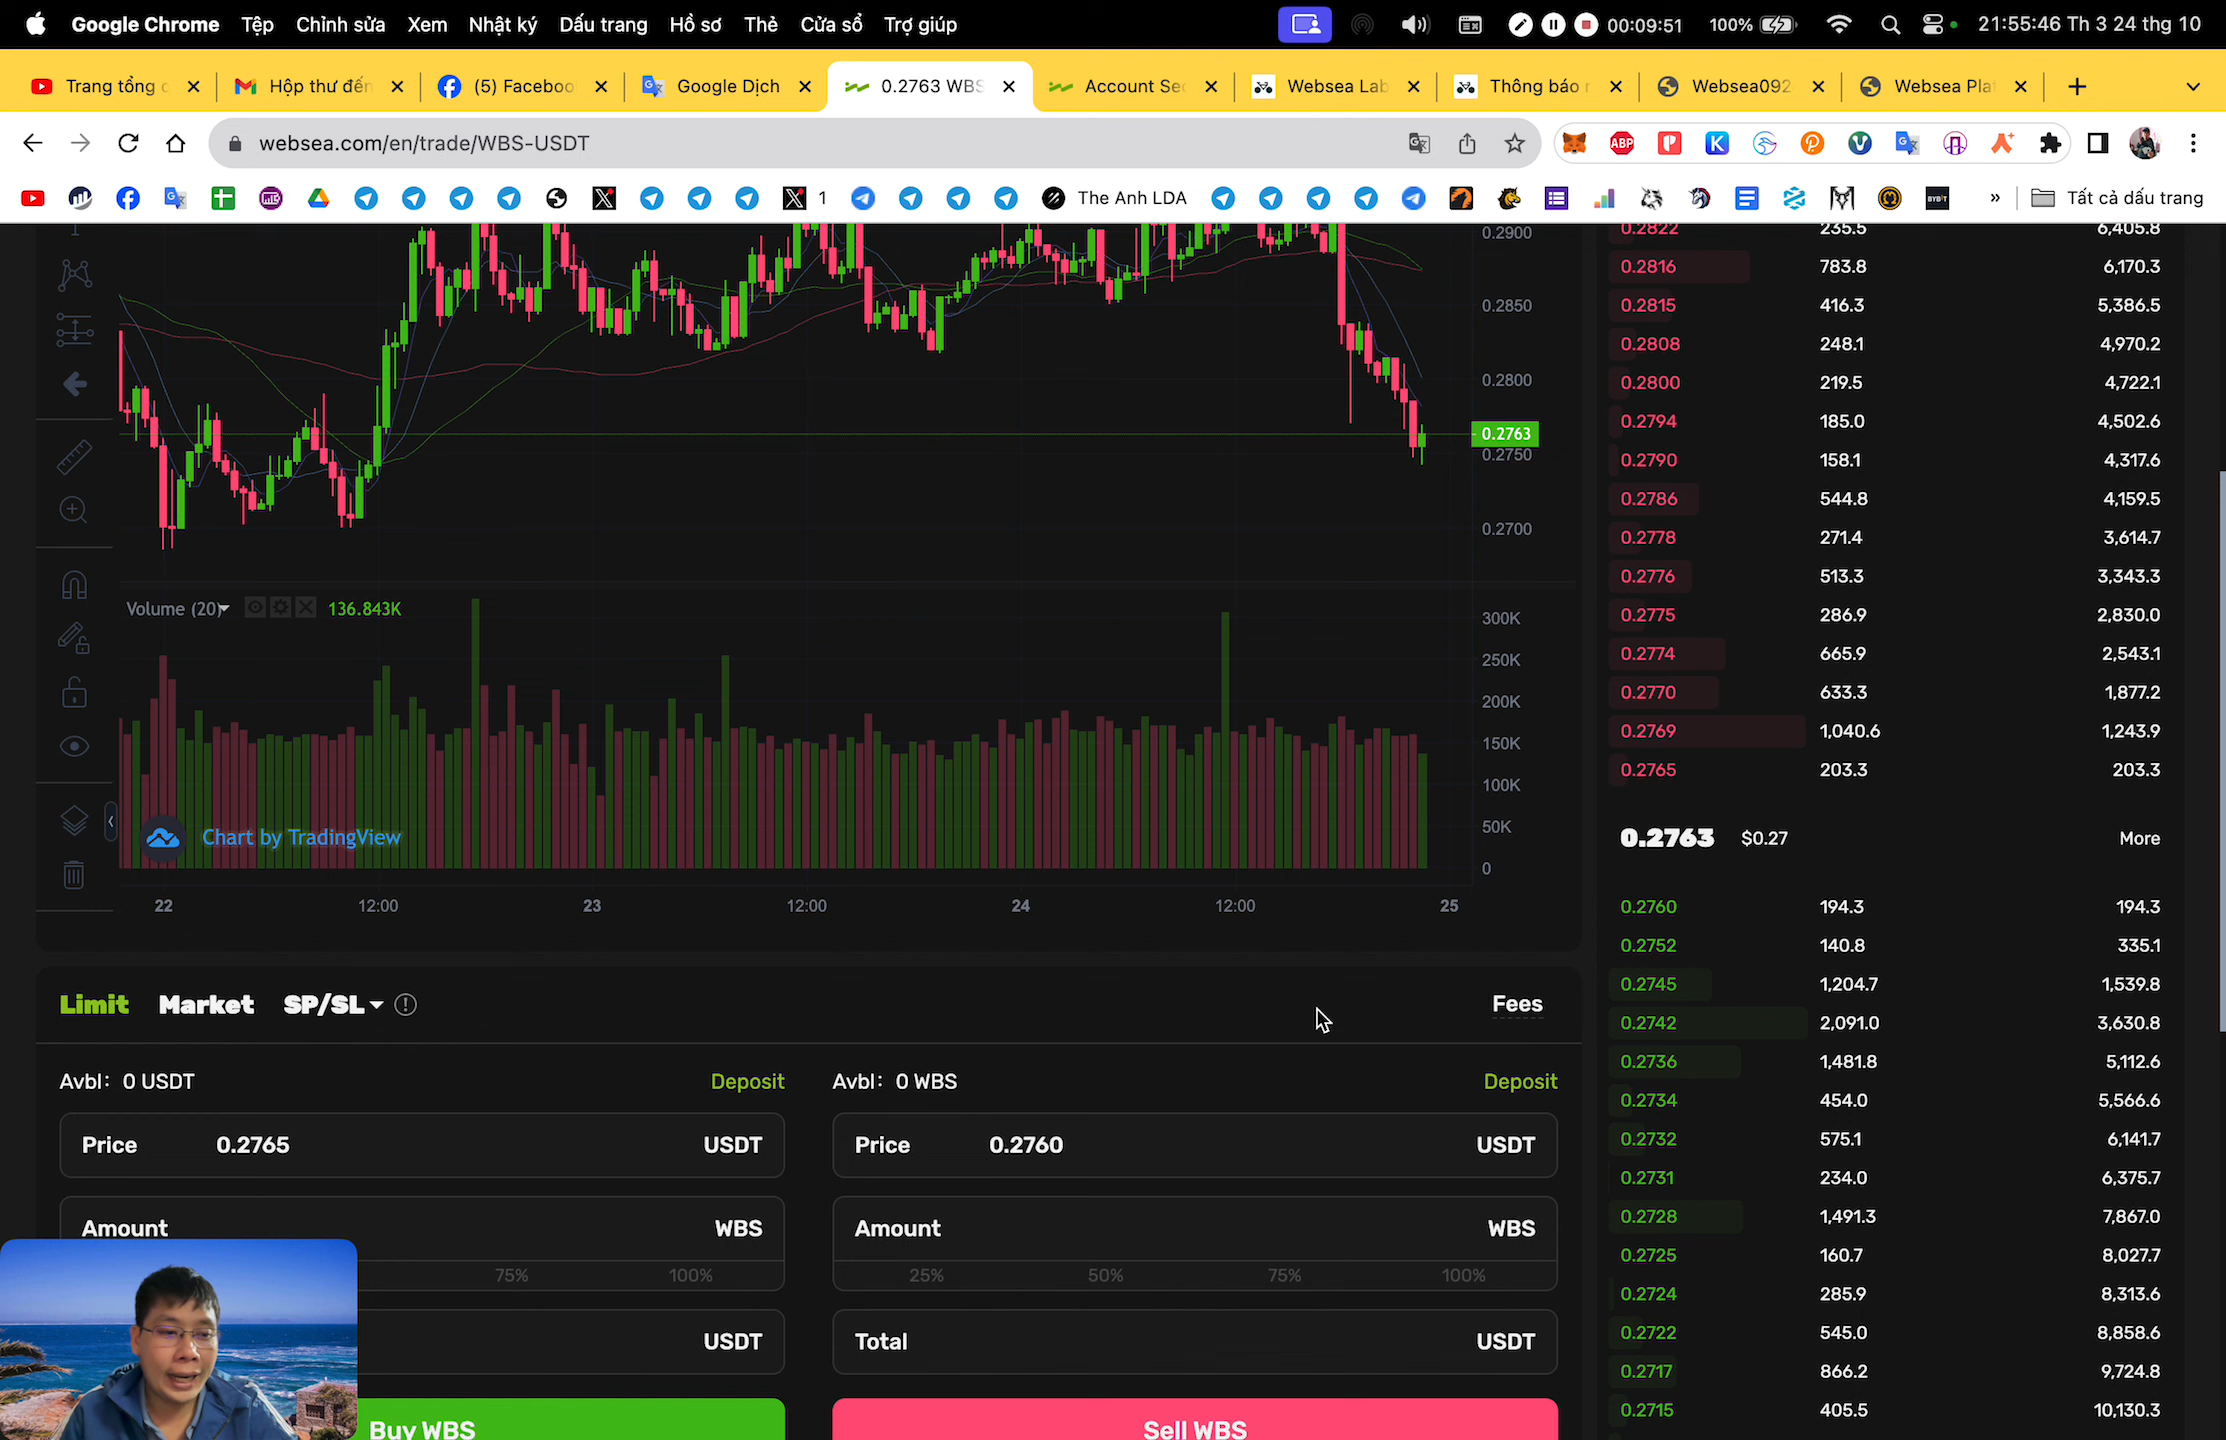 Google Chrome Tệp Chỉnh sửa Xem Nhật ký Dấu trang Hồ sơ Thẻ Cửa sổ Trợ giúp 00:09:51 100% 21:55:46 Th 3 24 thg 10
Trang tổng Hộp thư đến (5) Faceboo Google Dịch 0.2763 WBS Account Sec Websea Lab Thông báo Websea092 Websea Pla
websea.com/en/trade/WBS-USDT ABP
1 The Anh LDA BYBIT » Tất cả dấu trang
0.2900 0.2822 235.5 6,405.8
0.2816 783.8 6,170.3
0.2850 0.2815 416.3 5,386.5
0.2808 248.1 4,970.2
0.2800 0.2800 219.5 4,722.1
0.2794 185.0 4,502.6
0.2763
0.2750 0.2790 158.1 4,317.6
0.2786 544.8 4,159.5
0.2700 0.2778 271.4 3,614.7
0.2776 513.3 3,343.3
Volume (20) 136.843K 300K 0.2775 286.9 2,830.0
250K 0.2774 665.9 2,543.1
200K 0.2770 633.3 1,877.2
150K 0.2769 1,040.6 1,243.9
100K 0.2765 203.3 203.3
50K
Chart by TradingView 0.2763 $0.27 More
0
22 12:00 23 12:00 24 12:00 25 0.2760 194.3 194.3
0.2752 140.8 335.1
0.2745 1,204.7 1,539.8
Limit Market SP/SL Fees 0.2742 2,091.0 3,630.8
0.2736 1,481.8 5,112.6
Avbl: 0 USDT Deposit Avbl: 0 WBS Deposit
0.2734 454.0 5,566.6
Price 0.2765 USDT Price 0.2760 USDT 0.2732 575.1 6,141.7
0.2731 234.0 6,375.7
Amount WBS Amount WBS 0.2728 1,491.3 7,867.0
75% 100% 25% 50% 75% 100% 0.2725 160.7 8,027.7
0.2724 285.9 8,313.6
USDT Total USDT 0.2722 545.0 8,858.6
0.2717 866.2 9,724.8
Buy WBS Sell WBS 0.2715 405.5 10,130.3